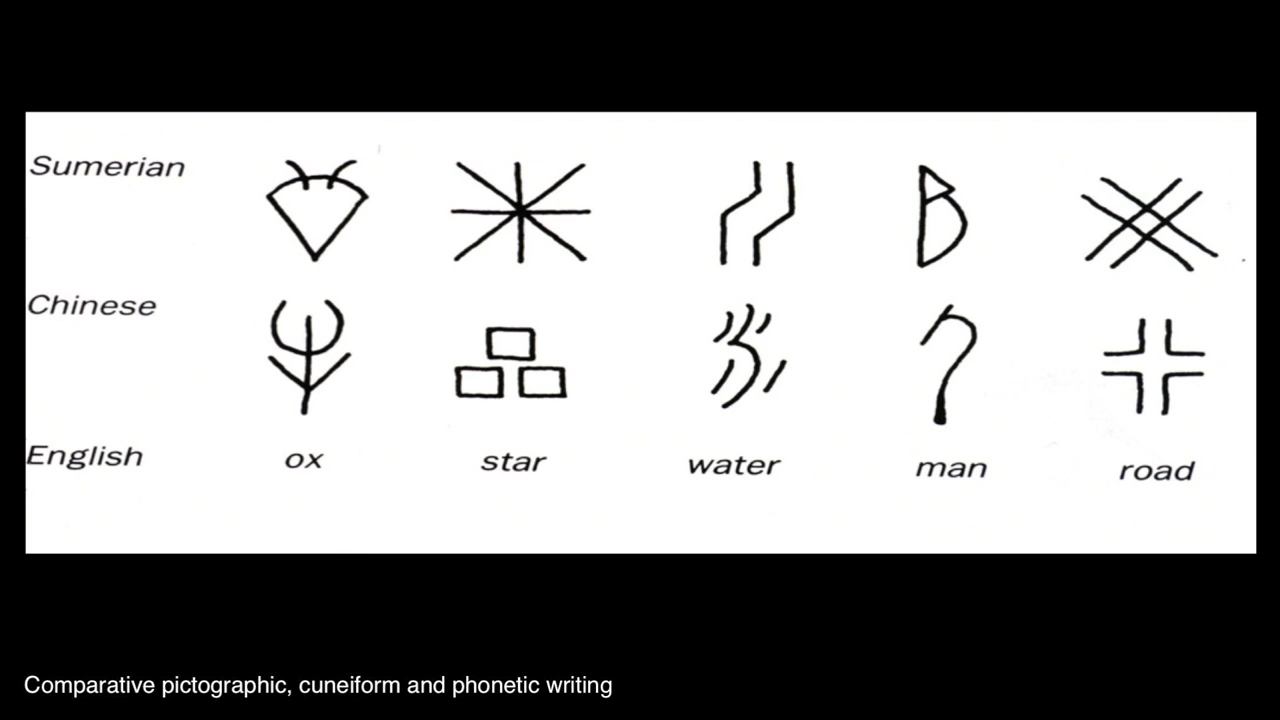 Sumerian
Chinese
English ox star water man road
Comparative pictographic, cuneiform and phonetic writing